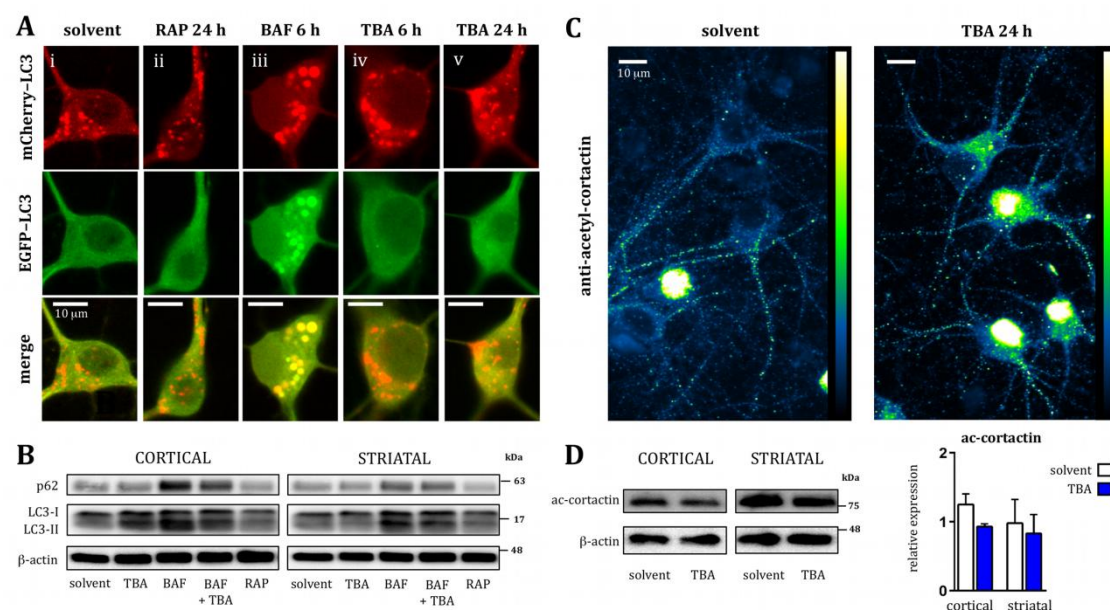 A
solvent
RAP 24 h
BAF 6 h
TBA 6 h
TBA 24 h
mCherry–LC3
i
ii
iii
iv
v
EGFP–LC3
merge
10 µm
B
CORTICAL
STRIATAL
kDa
p62
63
LC3-I
LC3-II
17
β-actin
48
solvent
TBA
BAF
BAF
+ TBA
RAP
solvent
TBA
BAF
BAF
+ TBA
RAP
C
solvent
TBA 24 h
anti-acetyl-cortactin
10 µm
D
CORTICAL
STRIATAL
kDa
ac-cortactin
75
β-actin
48
solvent
TBA
solvent
TBA
ac-cortactin
relative expression
2
1
0
cortical
striatal
solvent
TBA